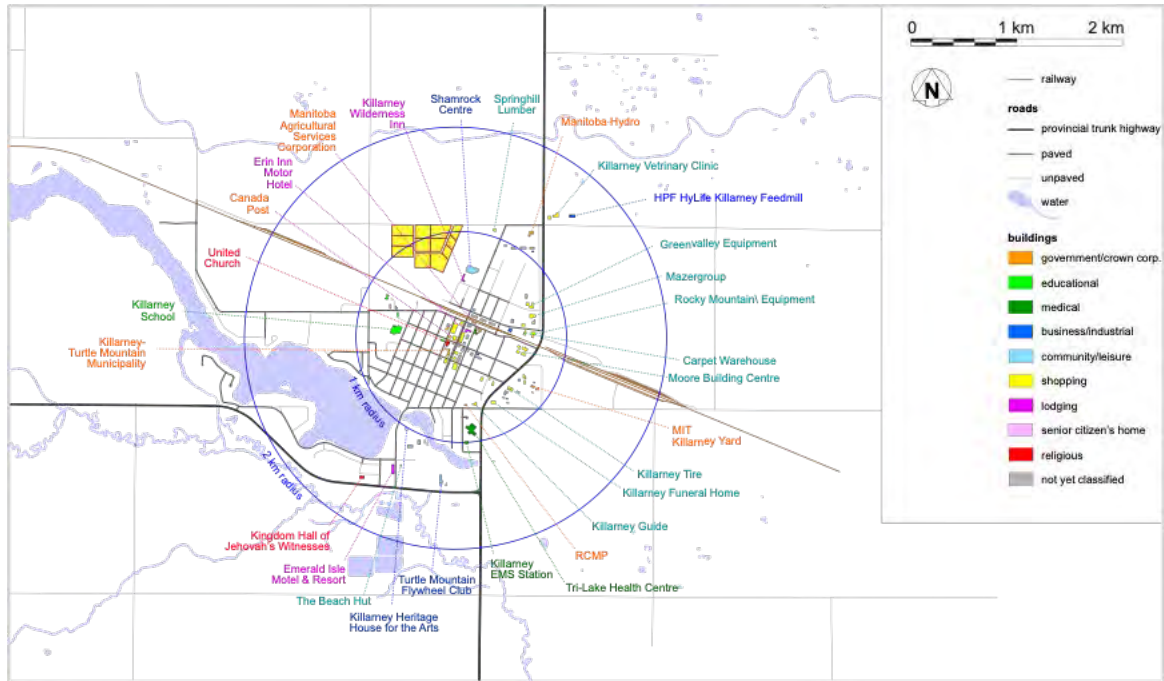 0 1 km 2 km
N
railway
roads
provincial trunk highway
paved
unpaved
water
buildings
government/crown corp.
educational
medical
business/industrial
community/leisure
shopping
lodging
senior citizen's home
religious
not yet classified
Manitoba
Agricultural
Services
Corporation
Killarney
Wilderness
Inn
Shamrock
Centre
Springhill
Lumber
Manitoba Hydro
Killarney Vetrinary Clinic
HPF HyLife Killarney Feedmill
Erin Inn
Motor
Hotel
Canada
Post
United
Church
Killarney
School
Killarney-
Turtle Mountain
Municipality
Greenvalley Equipment
Mazergroup
Rocky Mountain\ Equipment
Carpet Warehouse
Moore Building Centre
MIT
Killarney Yard
Killarney Tire
Killarney Funeral Home
Killarney Guide
RCMP
Tri-Lake Health Centre
Killarney
EMS Station
1 km radius
2 km radius
Kingdom Hall of
Jehovah's Witnesses
Emerald Isle
Motel & Resort
The Beach Hut
Turtle Mountain
Flywheel Club
Killarney Heritage
House for the Arts